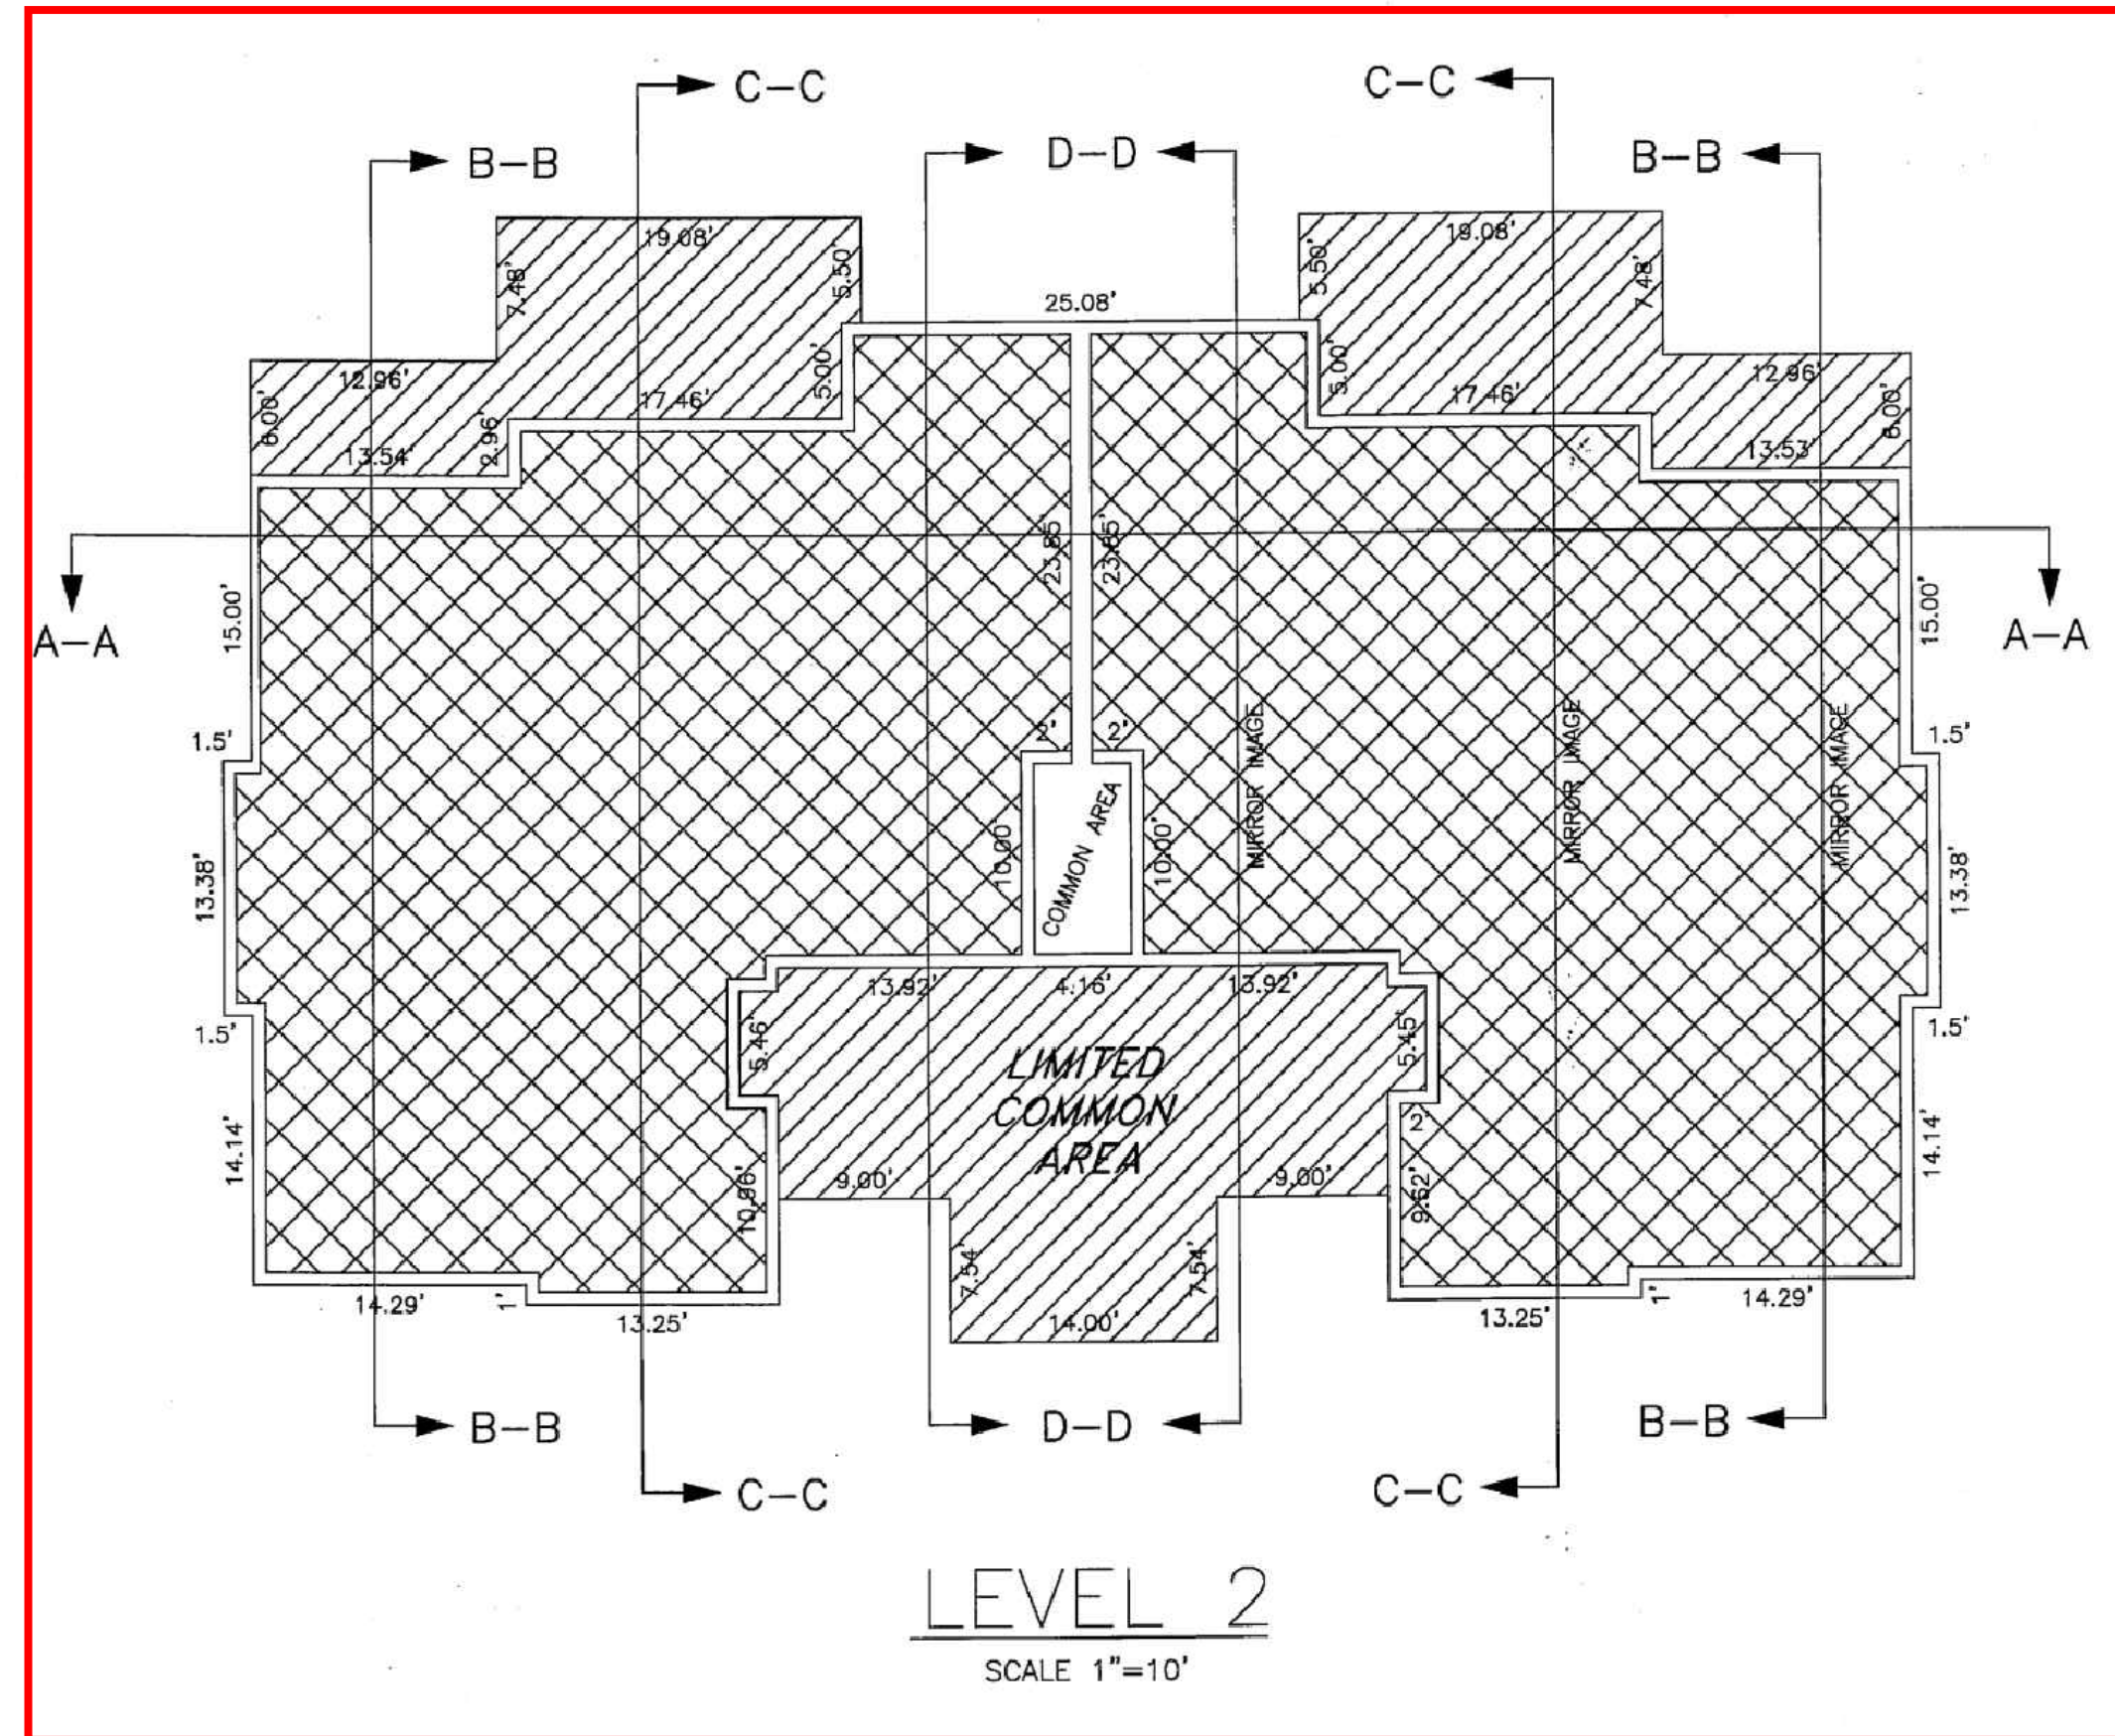 C-C
C-C
B-B
D-D
B-B
19.08'
19.08'
7.48'
5.50'
5.50'
7.48'
25.08'
12.96'
12.96'
6.00'
5.00'
5.00'
6.00'
17.46'
17.46'
2.96'
13.54'
13.53'
23.85'
23.85'
15.00'
15.00'
A-A
A-A
1.5'
2'
2'
1.5'
MIRROR IMAGE
MIRROR IMAGE
MIRROR IMAGE
13.38'
10.00'
COMMON AREA
10.00'
13.38'
13.92'
4.16'
13.92'
1.5'
5.46'
5.45'
1.5'
LIMITED
COMMON
AREA
2'
14.14'
14.14'
10.96'
9.00'
9.00'
9.62'
7.54'
7.54'
14.29'
1'
13.25'
14.00'
13.25'
1'
14.29'
B-B
D-D
B-B
C-C
C-C
LEVEL 2
SCALE 1"=10'